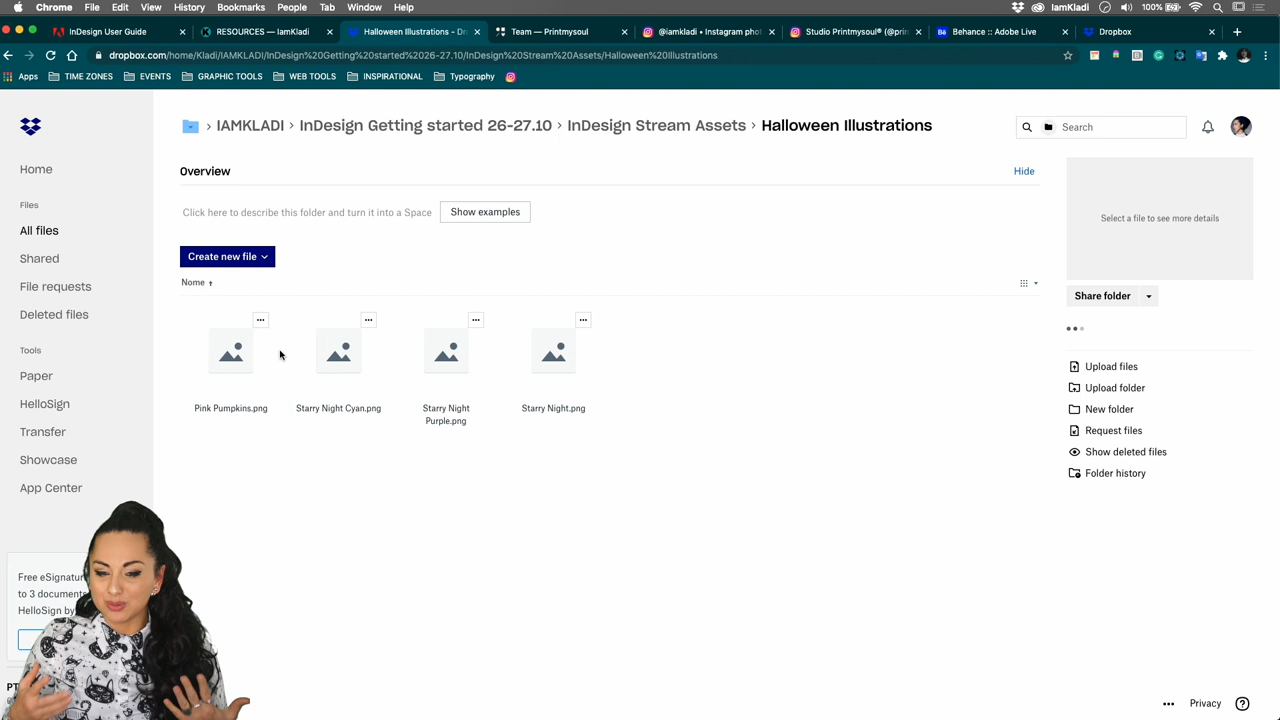 Chrome File Edit View History Bookmarks People Tab Window Help
IAMKLADI 100%
InDesign User Guide
RESOURCES — IamKladi
Halloween Illustrations - Dr
Team — Printmysoul
@iamkladi • Instagram phot
Studio Printmysoul® (@prin
Behance :: Adobe Live
Dropbox
dropbox.com/home/Kladi/IAMKLADI/InDesign%20Getting%20started%2026-27.10/InDesign%20Stream%20Assets/Halloween%20Illustrations
Apps TIME ZONES EVENTS GRAPHIC TOOLS WEB TOOLS INSPIRATIONAL Typography
IAMKLADI › InDesign Getting started 26-27.10 › InDesign Stream Assets › Halloween Illustrations
Search
Home
Files
All files
Shared
File requests
Deleted files
Tools
Paper
HelloSign
Transfer
Showcase
App Center
Free eSignatur
to 3 document
HelloSign by
PT
Overview
Hide
Click here to describe this folder and turn it into a Space
Show examples
Create new file
Nome
Pink Pumpkins.png
Starry Night Cyan.png
Starry Night
Purple.png
Starry Night.png
Select a file to see more details
Share folder
Upload files
Upload folder
New folder
Request files
Show deleted files
Folder history
Privacy